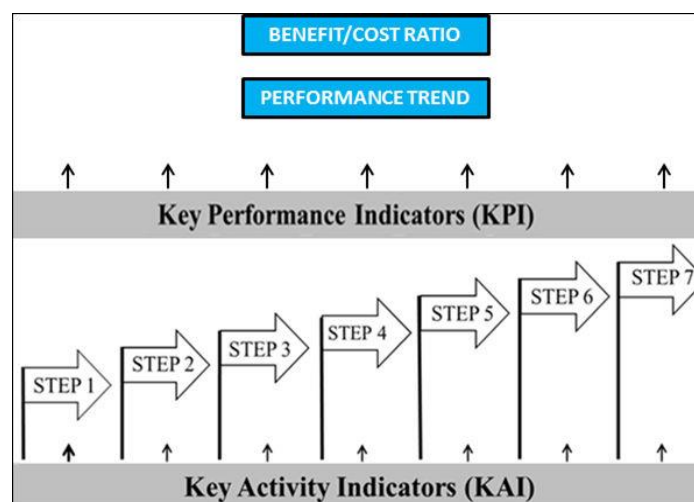 BENEFIT/COST RATIO
PERFORMANCE TREND
Key Performance Indicators (KPI)
STEP 1
STEP 2
STEP 3
STEP 4
STEP 5
STEP 6
STEP 7
Key Activity Indicators (KAI)